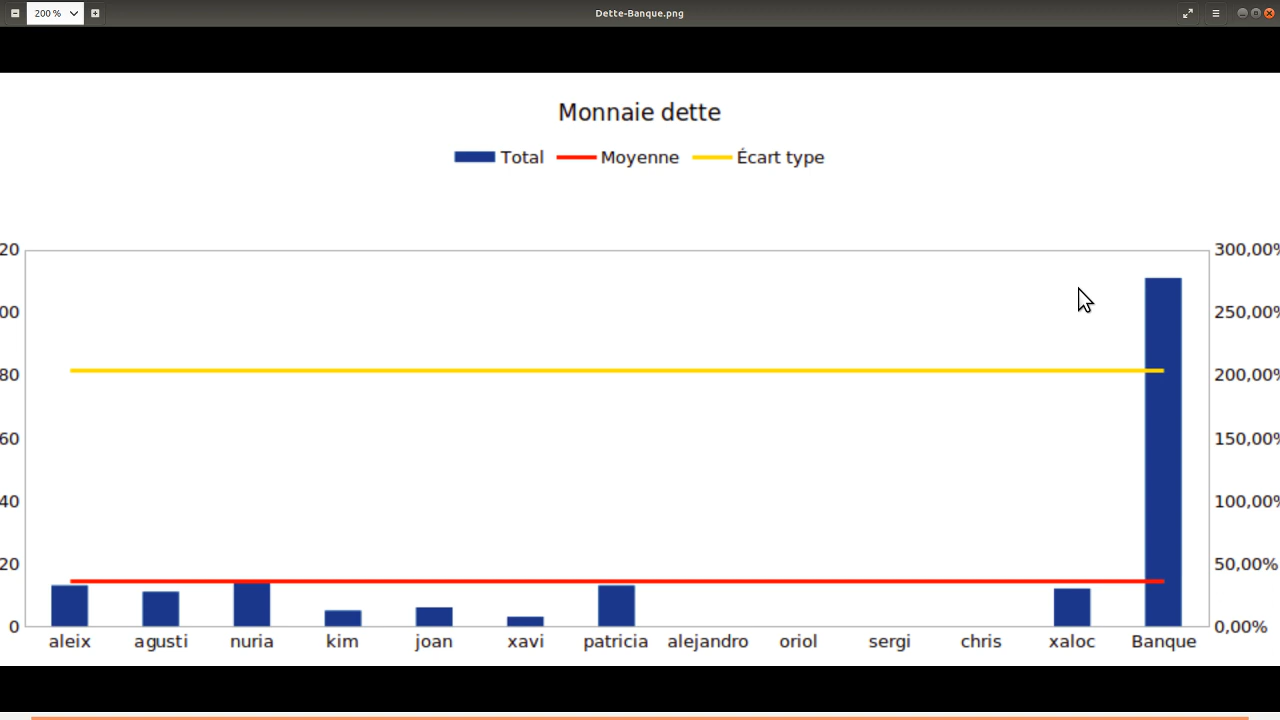 200 %
Dette-Banque.png
Monnaie dette
Total Moyenne Écart type
20 300,00%
00 250,00%
80 200,00%
60 150,00%
40 100,00%
20 50,00%
0 0,00%
aleix agusti nuria kim joan xavi patricia alejandro oriol sergi chris xaloc Banque